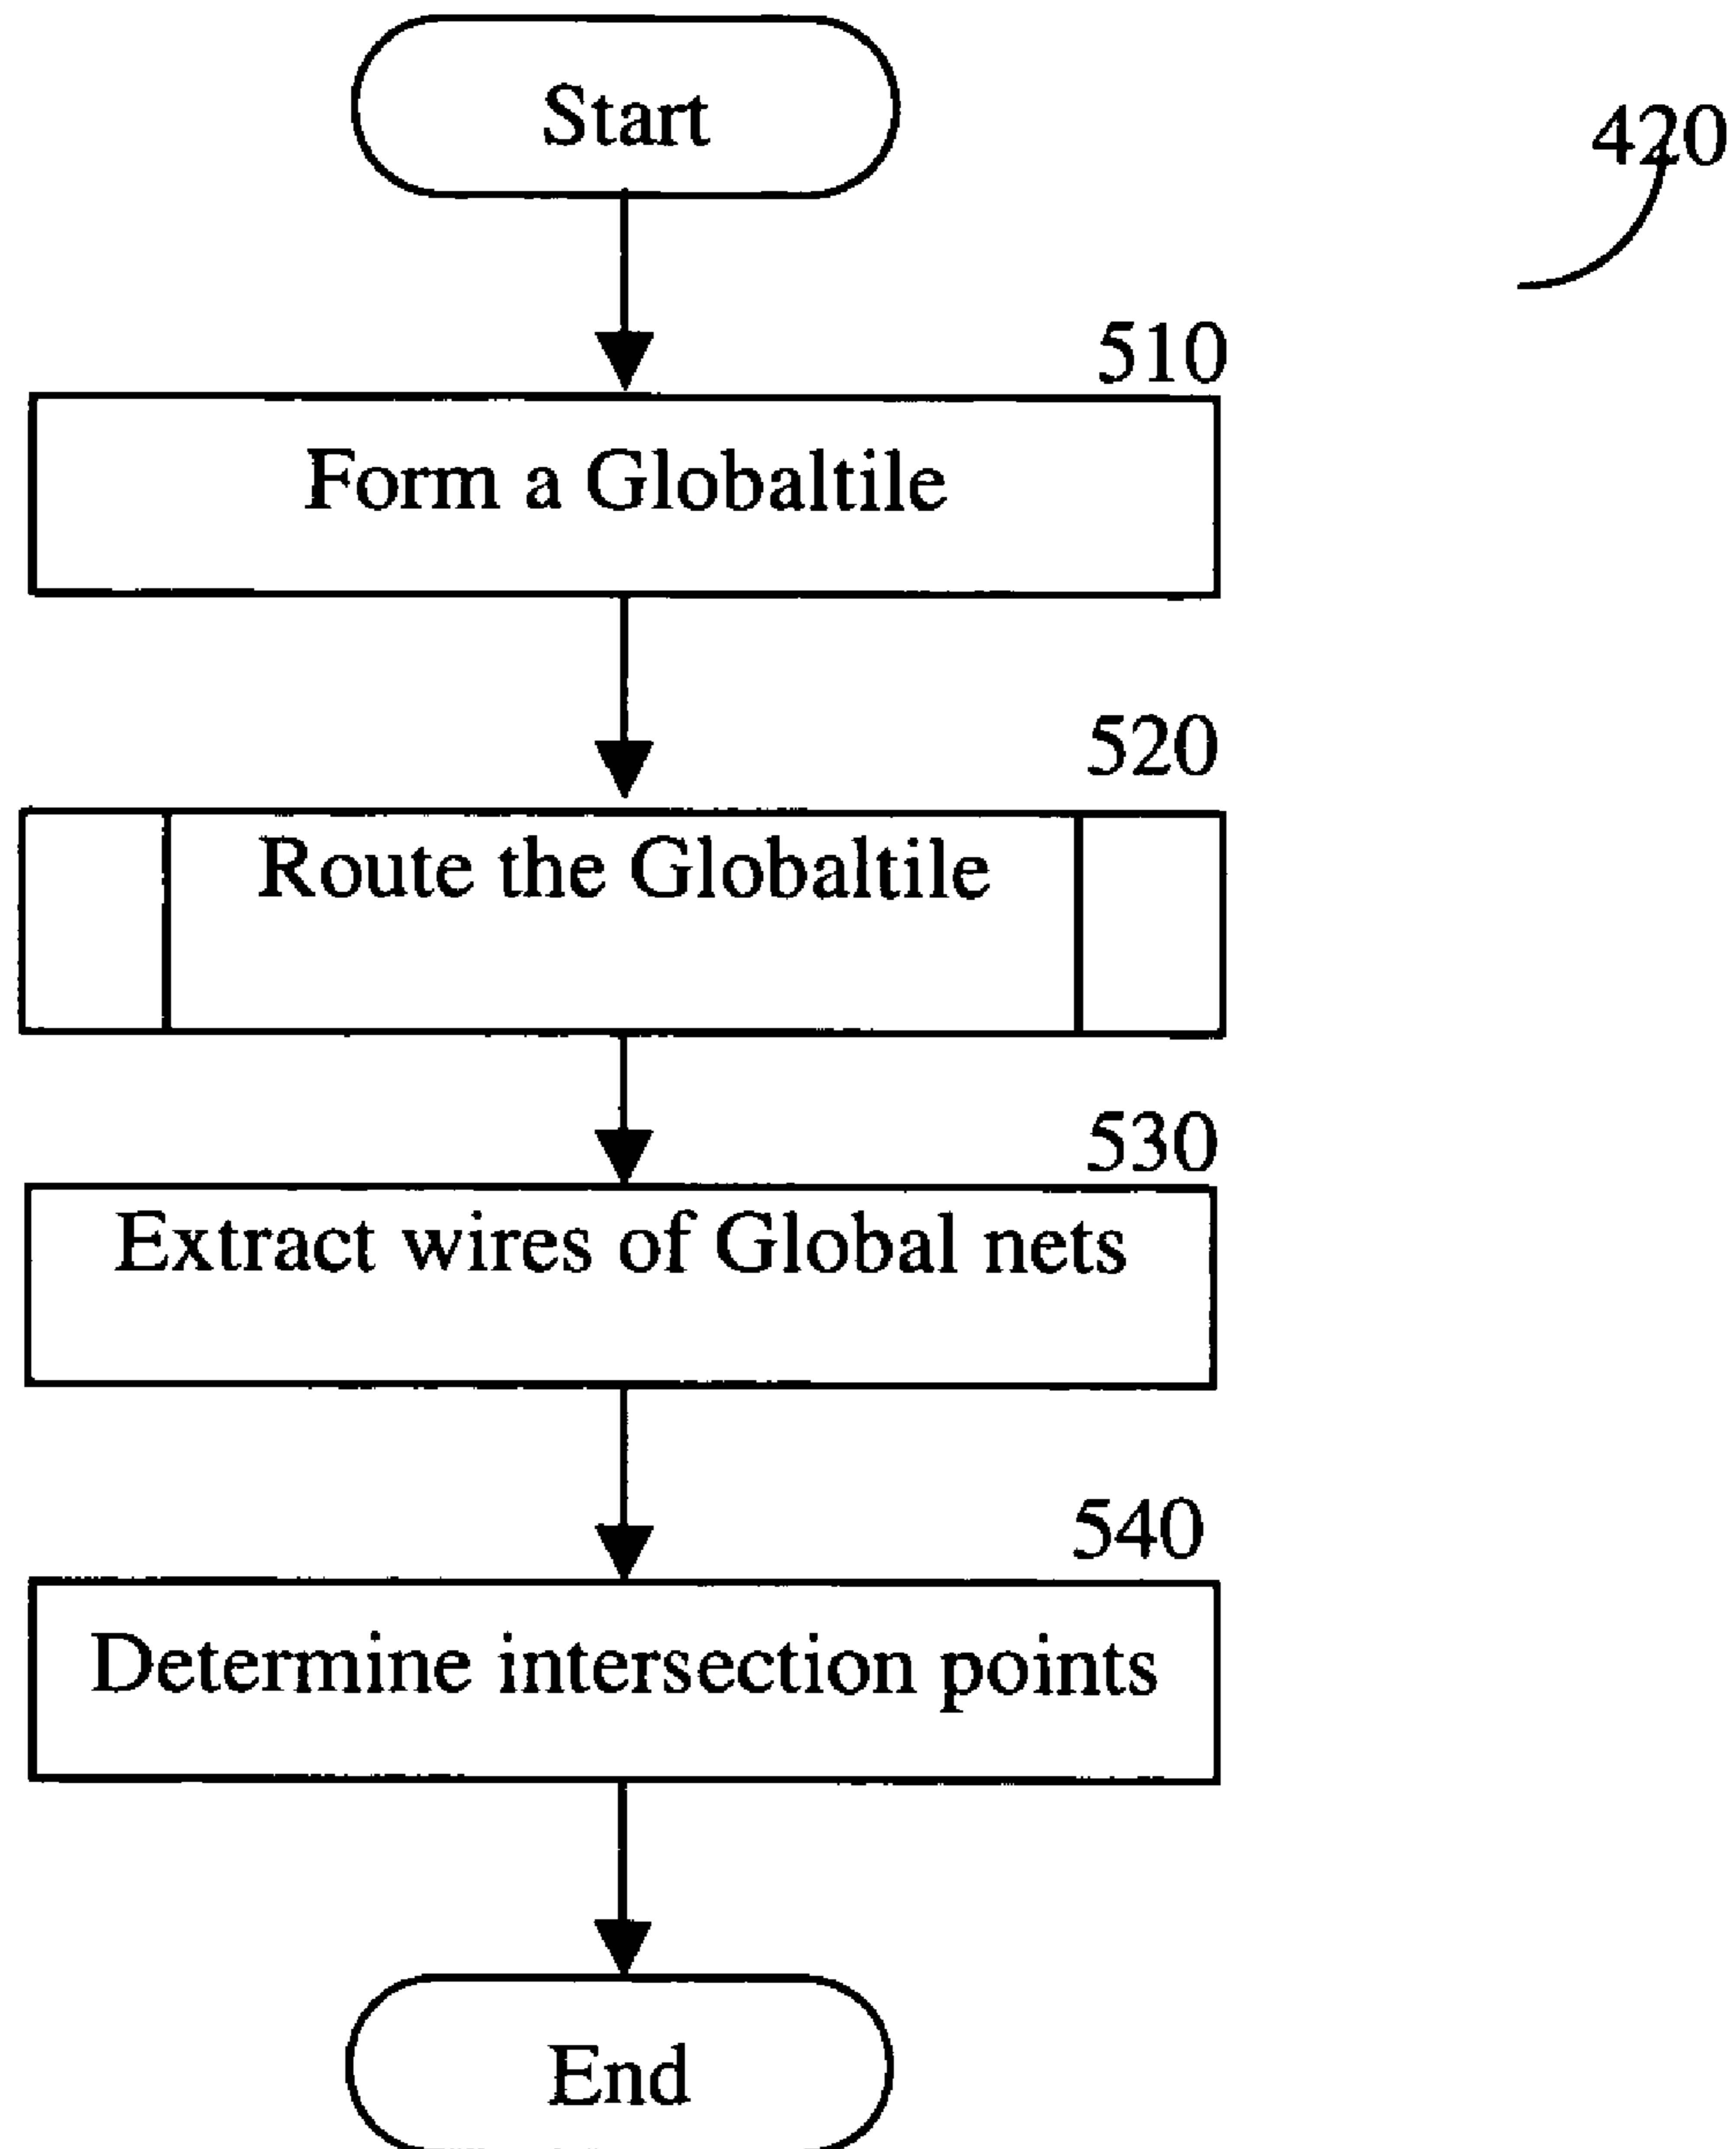 Start
420
510
Form a Globaltile
520
Route the Globaltile
530
Extract wires of Global nets
540
Determine intersection points
End